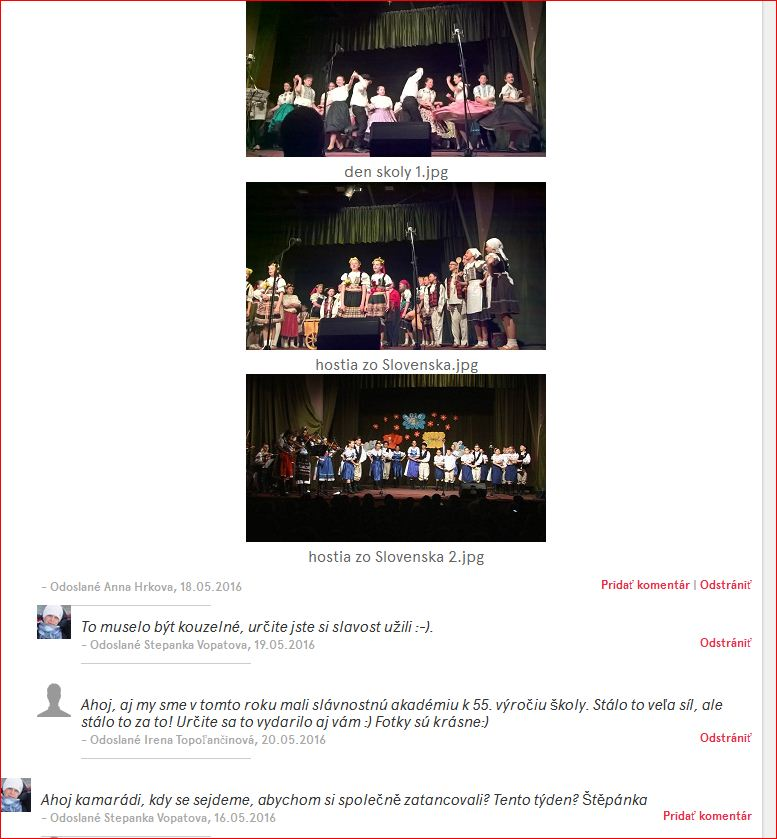 den skoly 1.jpg
hostia zo Slovenska.jpg
hostia zo Slovenska 2.jpg
- Odoslané Anna Hrkova, 18.05.2016
Pridať komentár | Odstrániť
To muselo být kouzelné, určite jste si slavost užili :-).
- Odoslané Stepanka Vopatova, 19.05.2016
Odstrániť
Ahoj, aj my sme v tomto roku mali slávnostnú akadémiu k 55. výročiu školy. Stálo to veľa síl, ale
stálo to za to! Určite sa to vydarilo aj vám :) Fotky sú krásne:)
- Odoslané Irena Topoľančinová, 20.05.2016
Odstrániť
Ahoj kamarádi, kdy se sejdeme, abychom si společně zatancovali? Tento týden? Štěpánka
- Odoslané Stepanka Vopatova, 16.05.2016
Pridať komentár